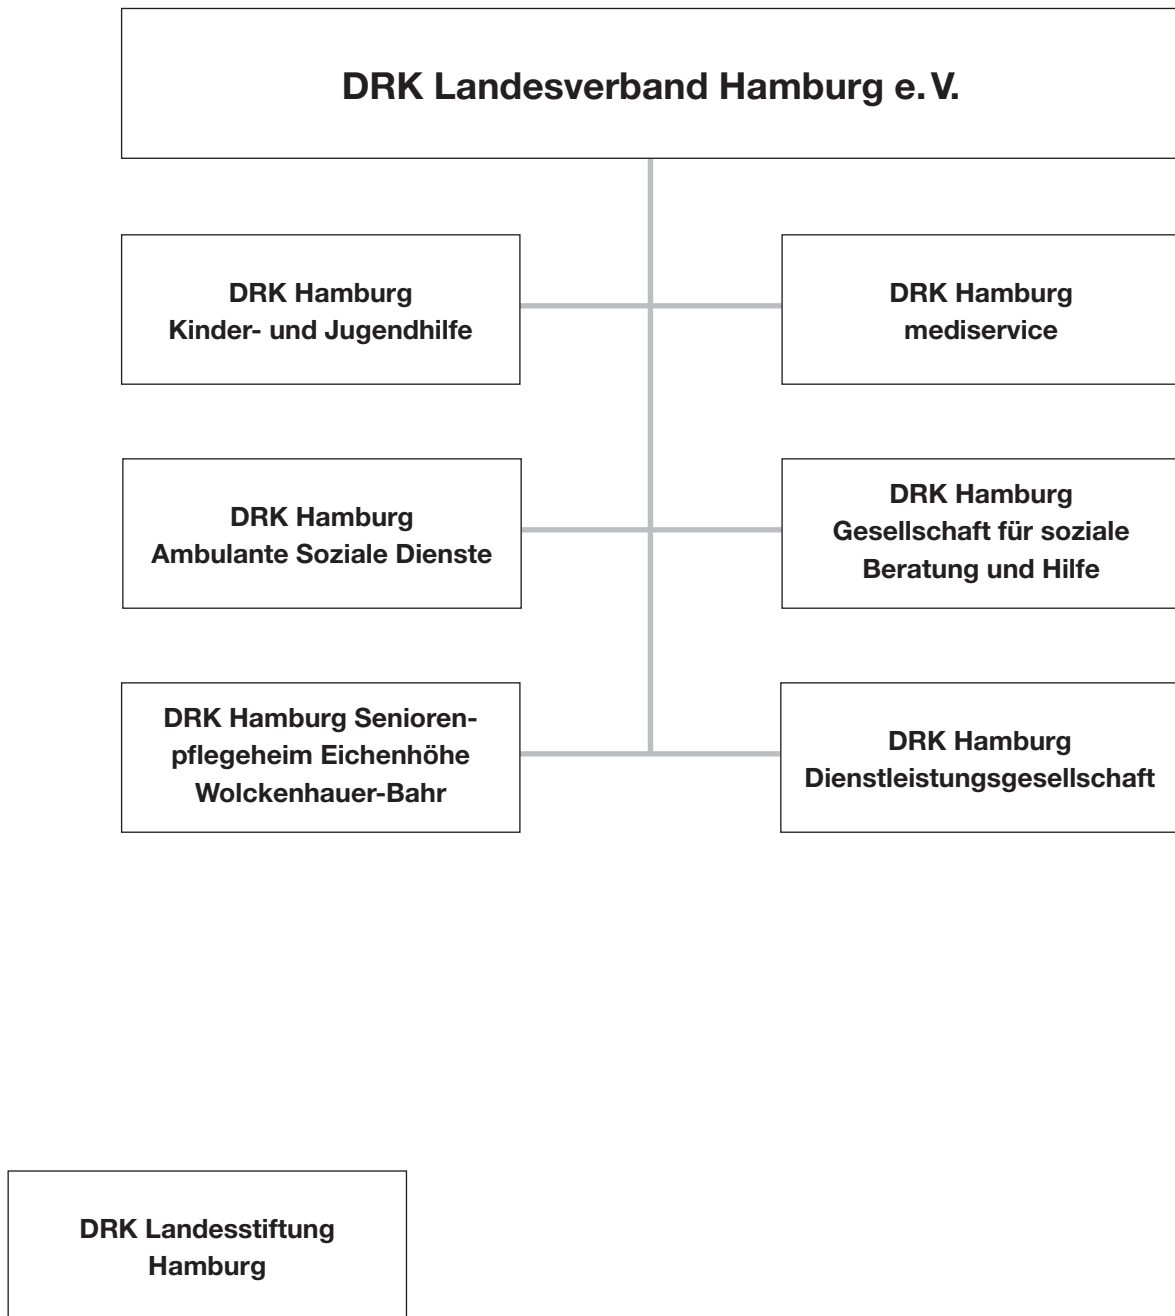 DRK Landesverband Hamburg e. V.
DRK Hamburg
Kinder- und Jugendhilfe
DRK Hamburg
mediservice
DRK Hamburg
Ambulante Soziale Dienste
DRK Hamburg
Gesellschaft für soziale
Beratung und Hilfe
DRK Hamburg Senioren-
pflegeheim Eichenhöhe
Wolckenhauer-Bahr
DRK Hamburg
Dienstleistungsgesellschaft
DRK Landesstiftung
Hamburg